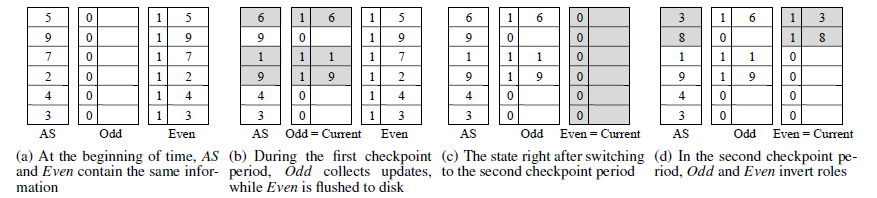 5 0 1 5
9 0 1 9
7 0 1 7
2 0 1 2
4 0 1 4
3 0 1 3
AS Odd Even
(a) At the beginning of time, AS
and Even contain the same infor-
mation
6 1 6 1 5
9 0 1 9
1 1 1 1 7
9 1 9 1 2
4 0 1 4
3 0 1 3
AS Odd = Current Even
(b) During the first checkpoint
period, Odd collects updates,
while Even is flushed to disk
6 1 6 0
9 0 0
1 1 1 0
9 1 9 0
4 0 0
3 0 0
AS Odd Even = Current
(c) The state right after switching
to the second checkpoint period
3 1 6 1 3
8 0 1 8
1 1 1 0
9 1 9 0
4 0 0
3 0 0
AS Odd Even = Current
(d) In the second checkpoint pe-
riod, Odd and Even invert roles